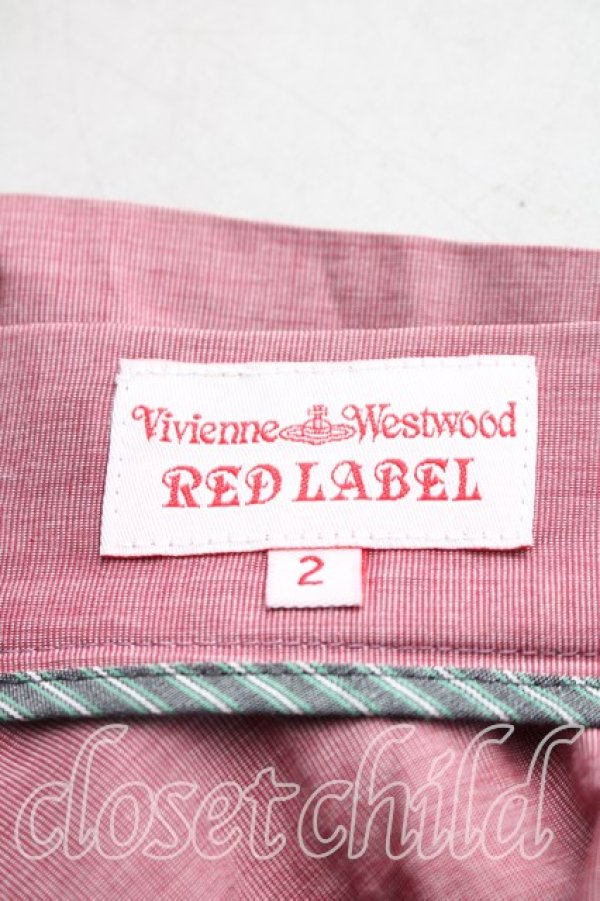 Vivienne Westwood
RED LABEL
2
closet child